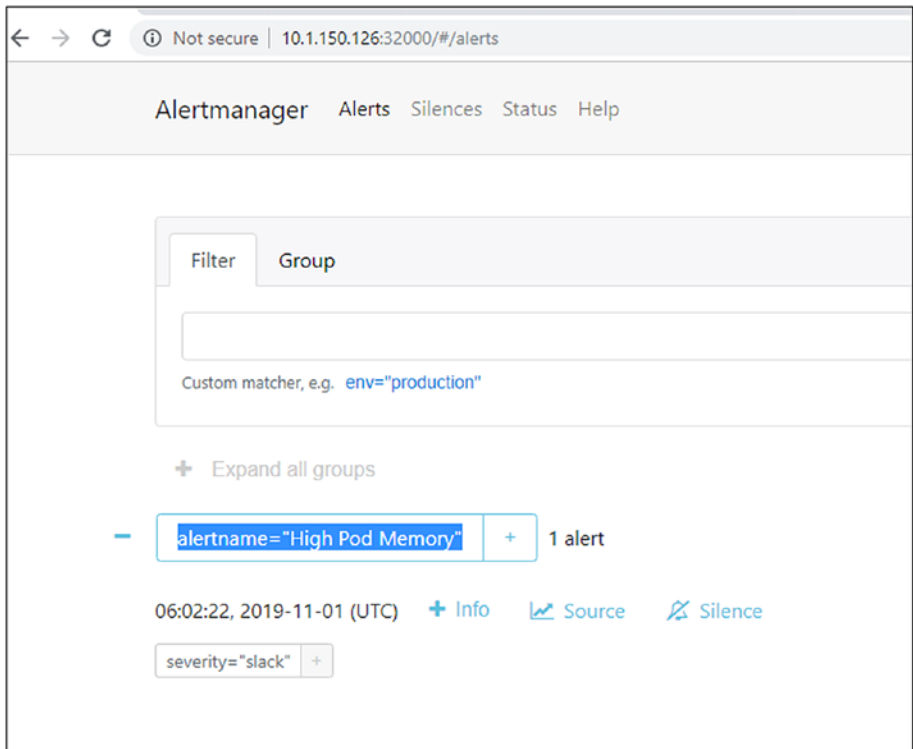 Not secure | 10.1.150.126:32000/#/alerts
Alertmanager Alerts Silences Status Help
Filter Group
Custom matcher, e.g. env="production"
+ Expand all groups
- alertname="High Pod Memory" + 1 alert
06:02:22, 2019-11-01 (UTC) + Info Source Silence
severity="slack" +